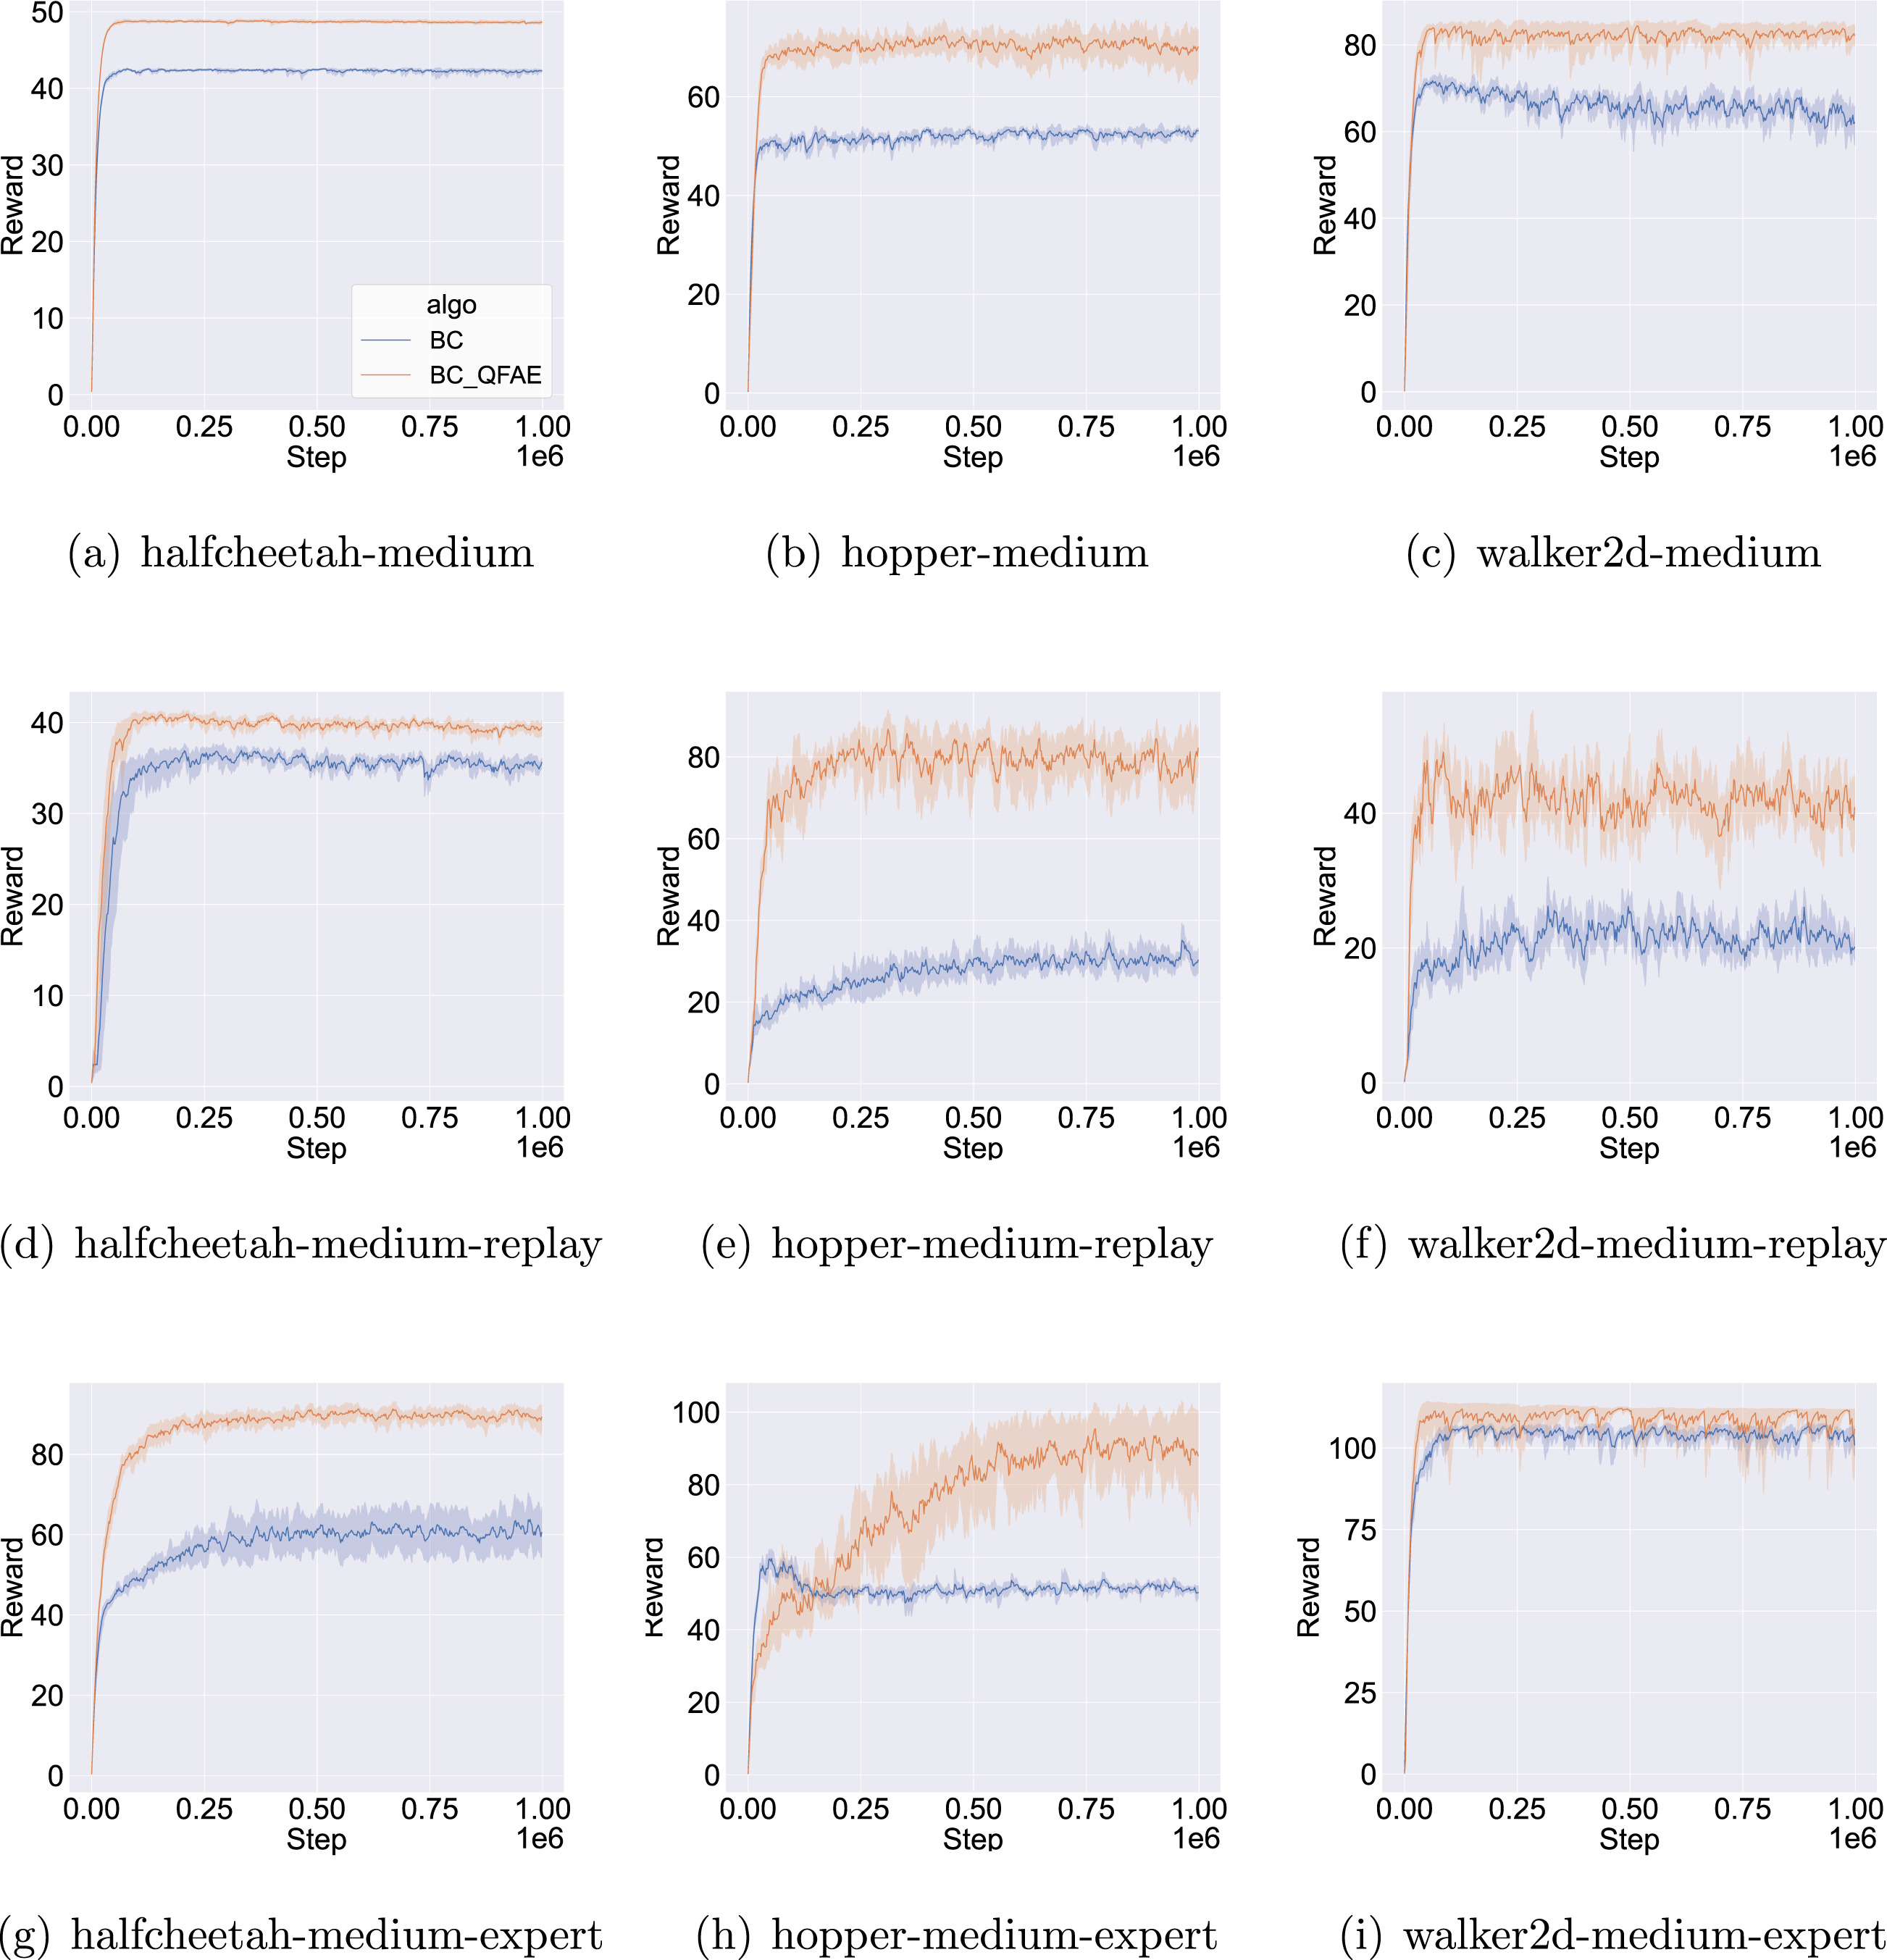 50
40
30
20
10
0
Reward
algo
BC
BC_QFAE
0.00 0.25 0.50 0.75 1.00
Step 1e6
(a) halfcheetah-medium
60
40
20
0
Reward
0.00 0.25 0.50 0.75 1.00
Step 1e6
(b) hopper-medium
80
60
40
20
0
Reward
0.00 0.25 0.50 0.75 1.00
Step 1e6
(c) walker2d-medium
40
30
20
10
0
Reward
0.00 0.25 0.50 0.75 1.00
Step 1e6
(d) halfcheetah-medium-replay
80
60
40
20
0
Reward
0.00 0.25 0.50 0.75 1.00
Step 1e6
(e) hopper-medium-replay
40
20
0
Reward
0.00 0.25 0.50 0.75 1.00
Step 1e6
(f) walker2d-medium-replay
80
60
40
20
0
Reward
0.00 0.25 0.50 0.75 1.00
Step 1e6
(g) halfcheetah-medium-expert
100
80
60
40
20
0
Reward
0.00 0.25 0.50 0.75 1.00
Step 1e6
(h) hopper-medium-expert
100
75
50
25
0
Reward
0.00 0.25 0.50 0.75 1.00
Step 1e6
(i) walker2d-medium-expert